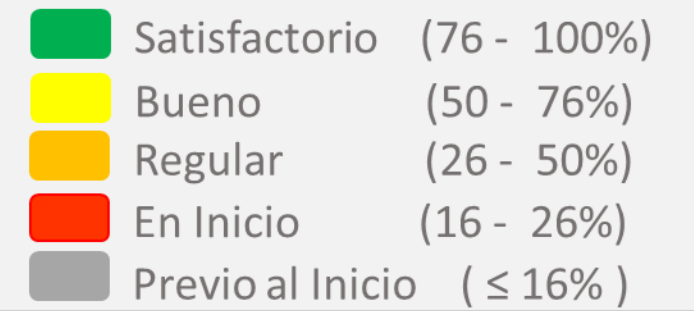 Satisfactorio (76 - 100%)
Bueno (50 - 76%)
Regular (26 - 50%)
En Inicio (16 - 26%)
Previo al Inicio ( ≤ 16% )